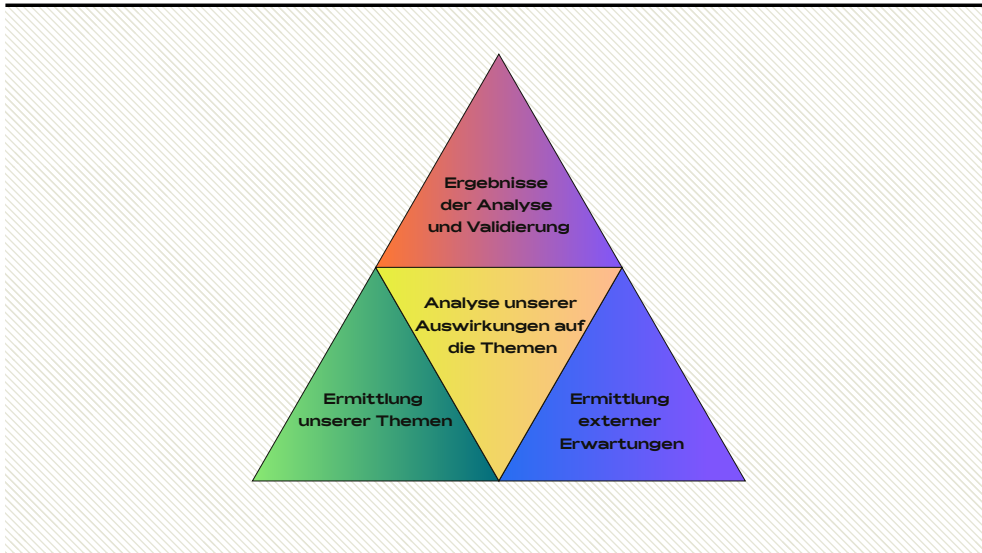 Ergebnisse
der Analyse
und Validierung
Analyse unserer
Auswirkungen auf
die Themen
Ermittlung
unserer Themen
Ermittlung
externer
Erwartungen